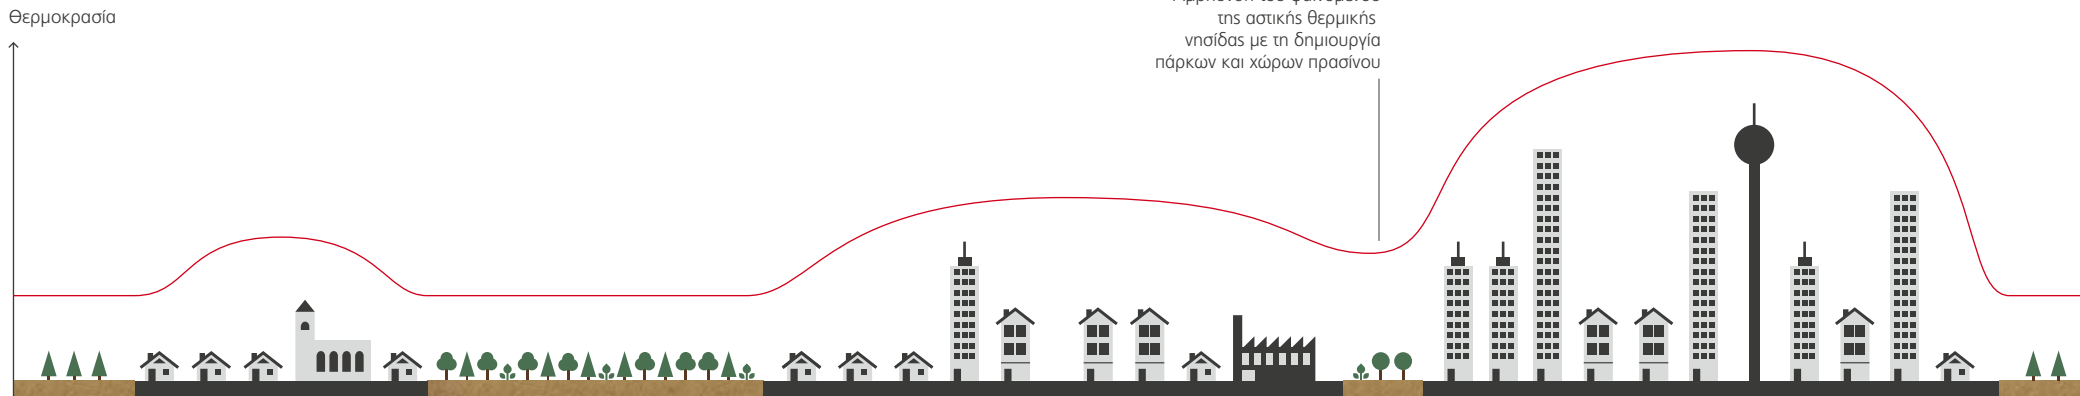 Θερμοκρασία
της αστικής θερμικής
νησίδας με τη δημιουργία
πάρκων και χώρων πρασίνου